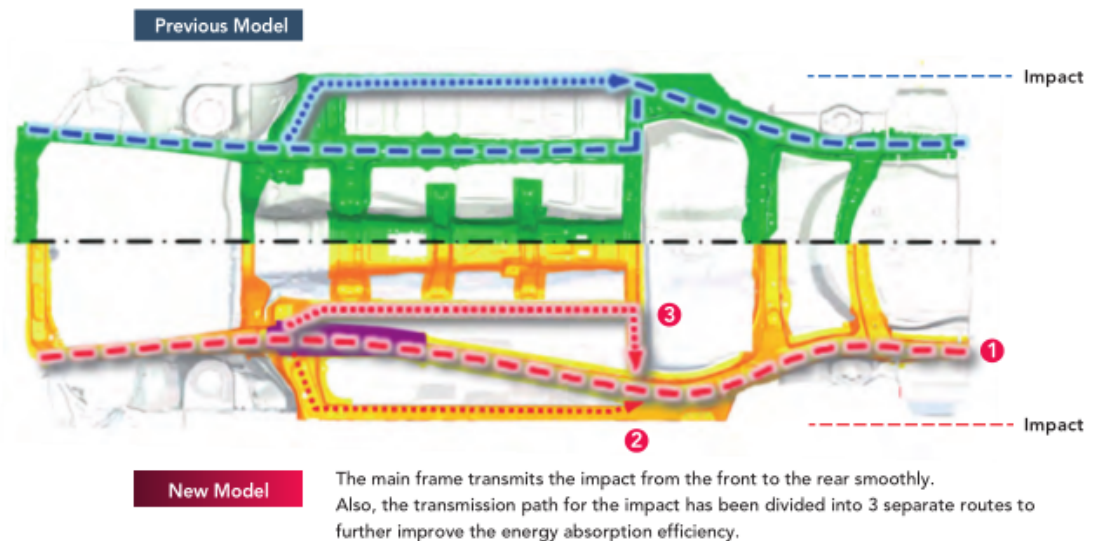 Previous Model
Impact
3
1
2
Impact
New Model
The main frame transmits the impact from the front to the rear smoothly.
Also, the transmission path for the impact has been divided into 3 separate routes to
further improve the energy absorption efficiency.